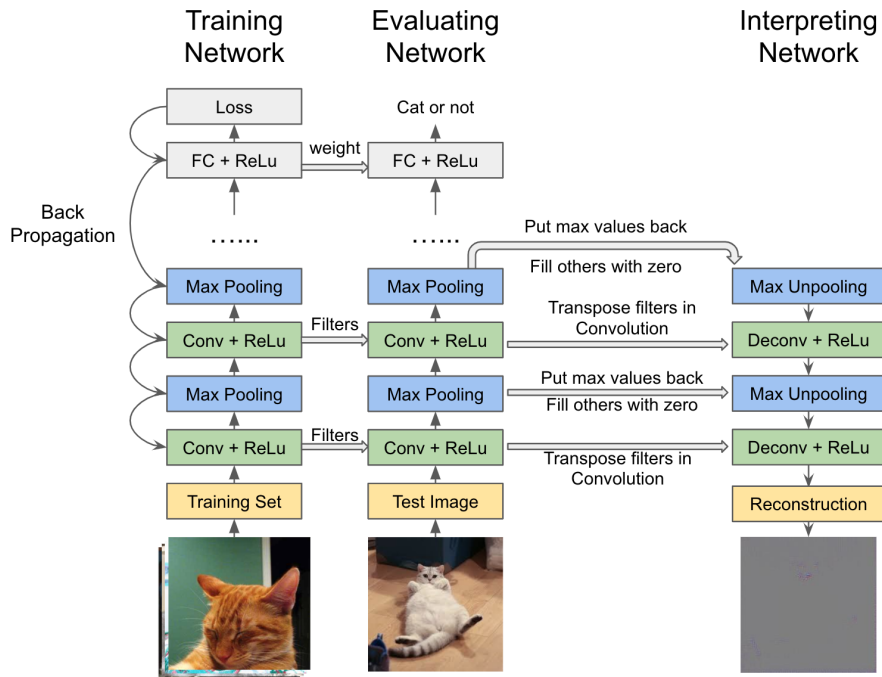 Training
Network
Evaluating
Network
Interpreting
Network
Loss
Cat or not
FC + ReLu
weight
FC + ReLu
Back
Propagation
......
......
Put max values back
Fill others with zero
Max Pooling
Max Pooling
Max Unpooling
Conv + ReLU
Filters
Conv + ReLU
Transpose filters in
Convolution
Deconv + ReLU
Max Pooling
Max Pooling
Put max values back
Fill others with zero
Max Unpooling
Conv + ReLU
Filters
Conv + ReLU
Transpose filters in
Convolution
Deconv + ReLU
Training Set
Test Image
Reconstruction